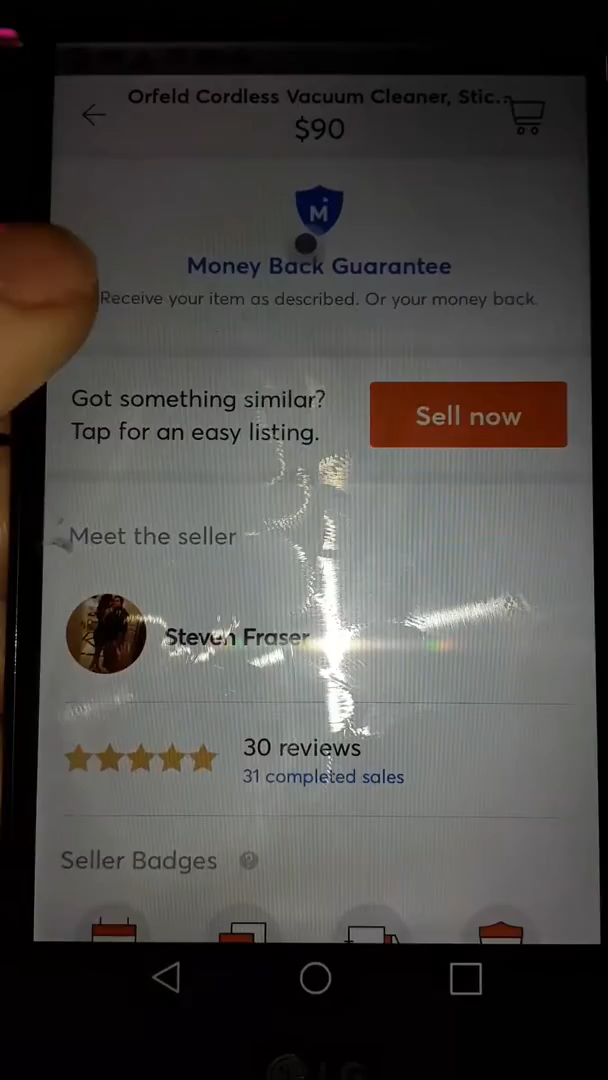 Orfeld Cordless Vacuum Cleaner, Stic...
$90
M
Money Back Guarantee
Receive your item as described. Or your money back.
Got something similar?
Tap for an easy listing.
Sell now
Meet the seller
Steven Fraser
30 reviews
31 completed sales
Seller Badges ?
LG